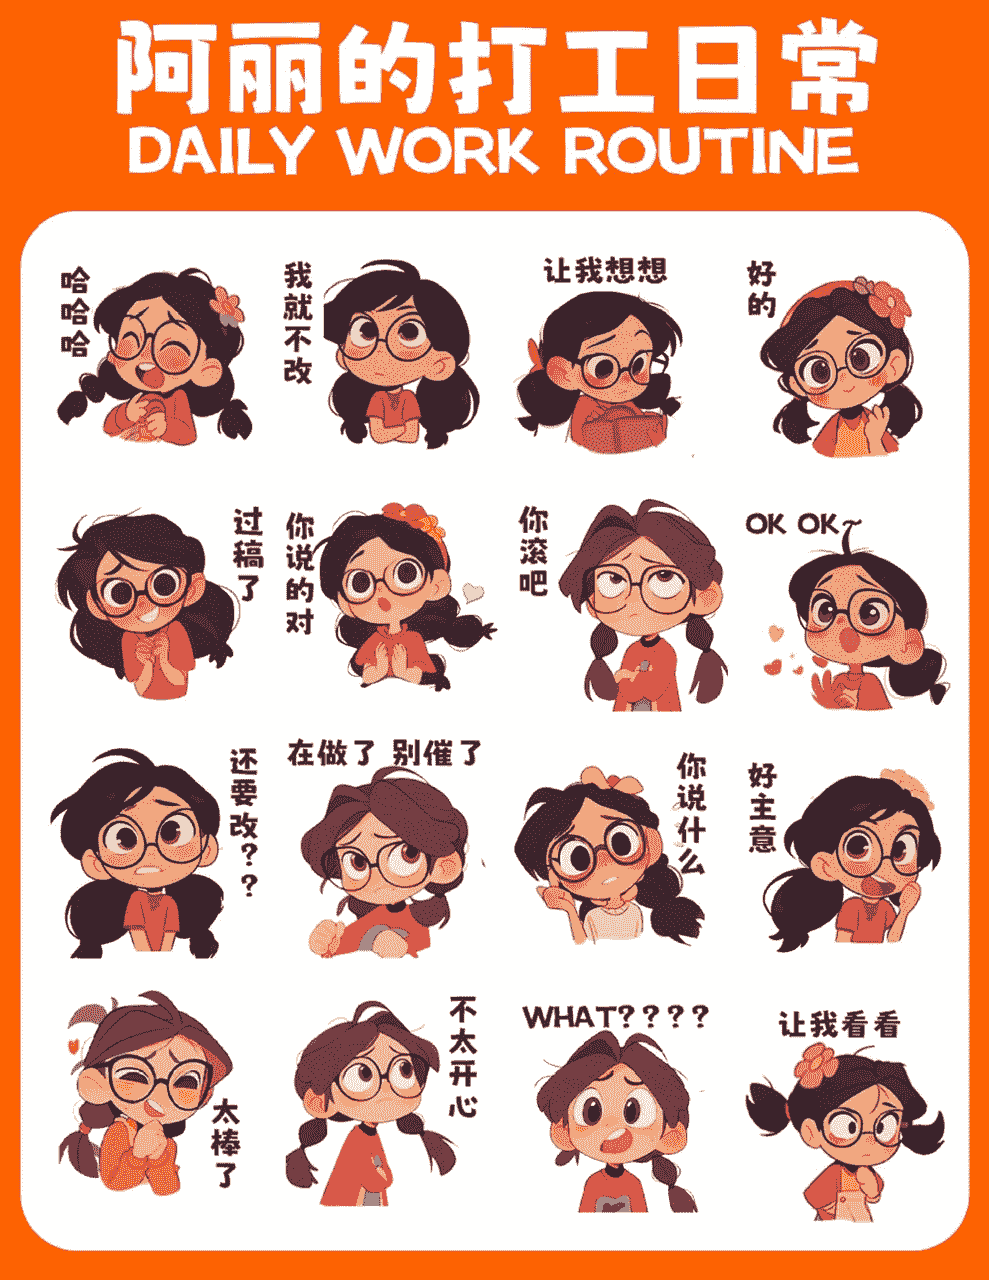 阿丽的打工日常
DAILY WORK ROUTINE
哈哈哈
我就不改
让我想想
好的
过稿了
你说的对
你滚吧
OK OK~
还要改??
在做了 别催了
你说什么
好主意
太棒了
不太开心
WHAT????
让我看看